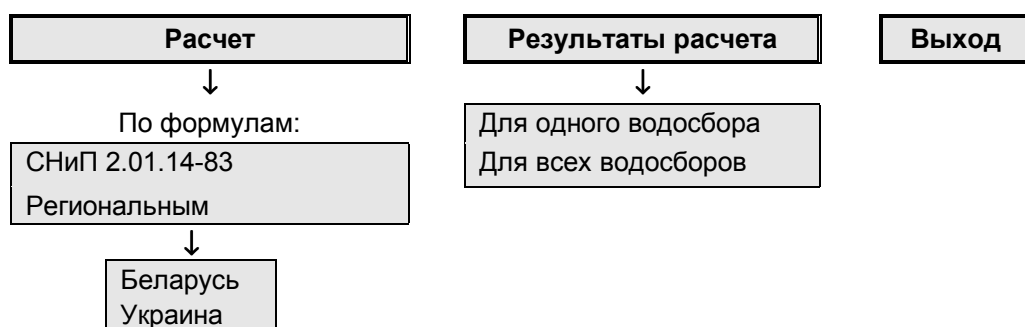 Расчет
Результаты расчета
Выход
↓
↓
По формулам:
СНиП 2.01.14-83
Региональным
Для одного водосбора
Для всех водосборов
↓
Беларусь
Украина